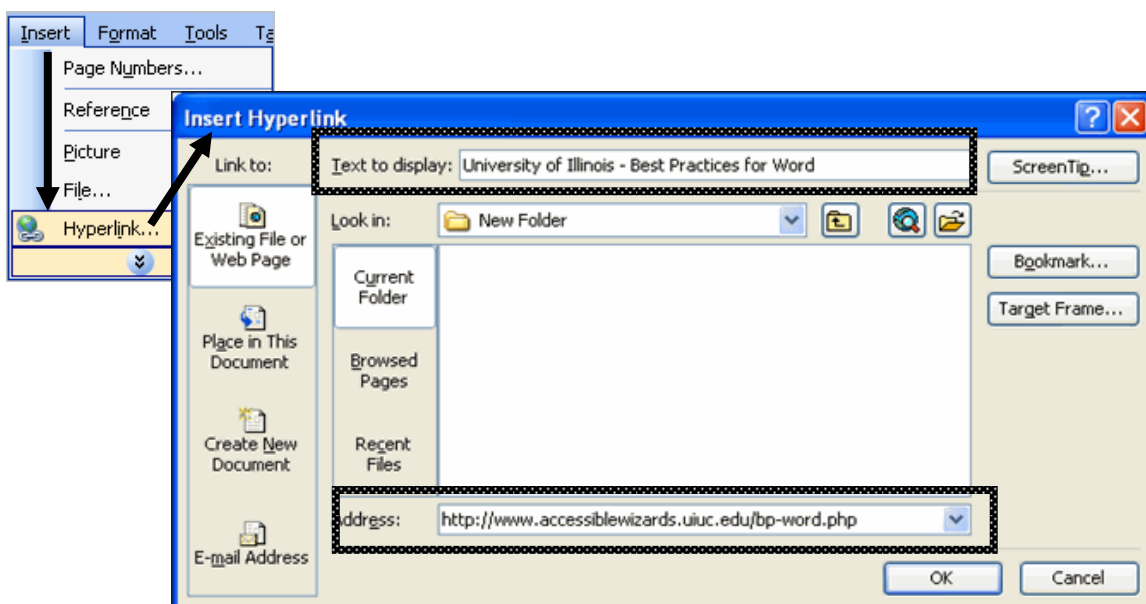 Insert Format Tools Ta
Page Numbers...
Reference
Picture
File...
Hyperlink...
Insert Hyperlink
Link to:
Text to display: University of Illinois - Best Practices for Word
ScreenTip...
Existing File or
Web Page
Look in: New Folder
Current
Folder
Bookmark...
Target Frame...
Place in This
Document
Browsed
Pages
Create New
Document
Recent
Files
Address: http://www.accessiblewizards.uiuc.edu/bp-word.php
E-mail Address
OK Cancel